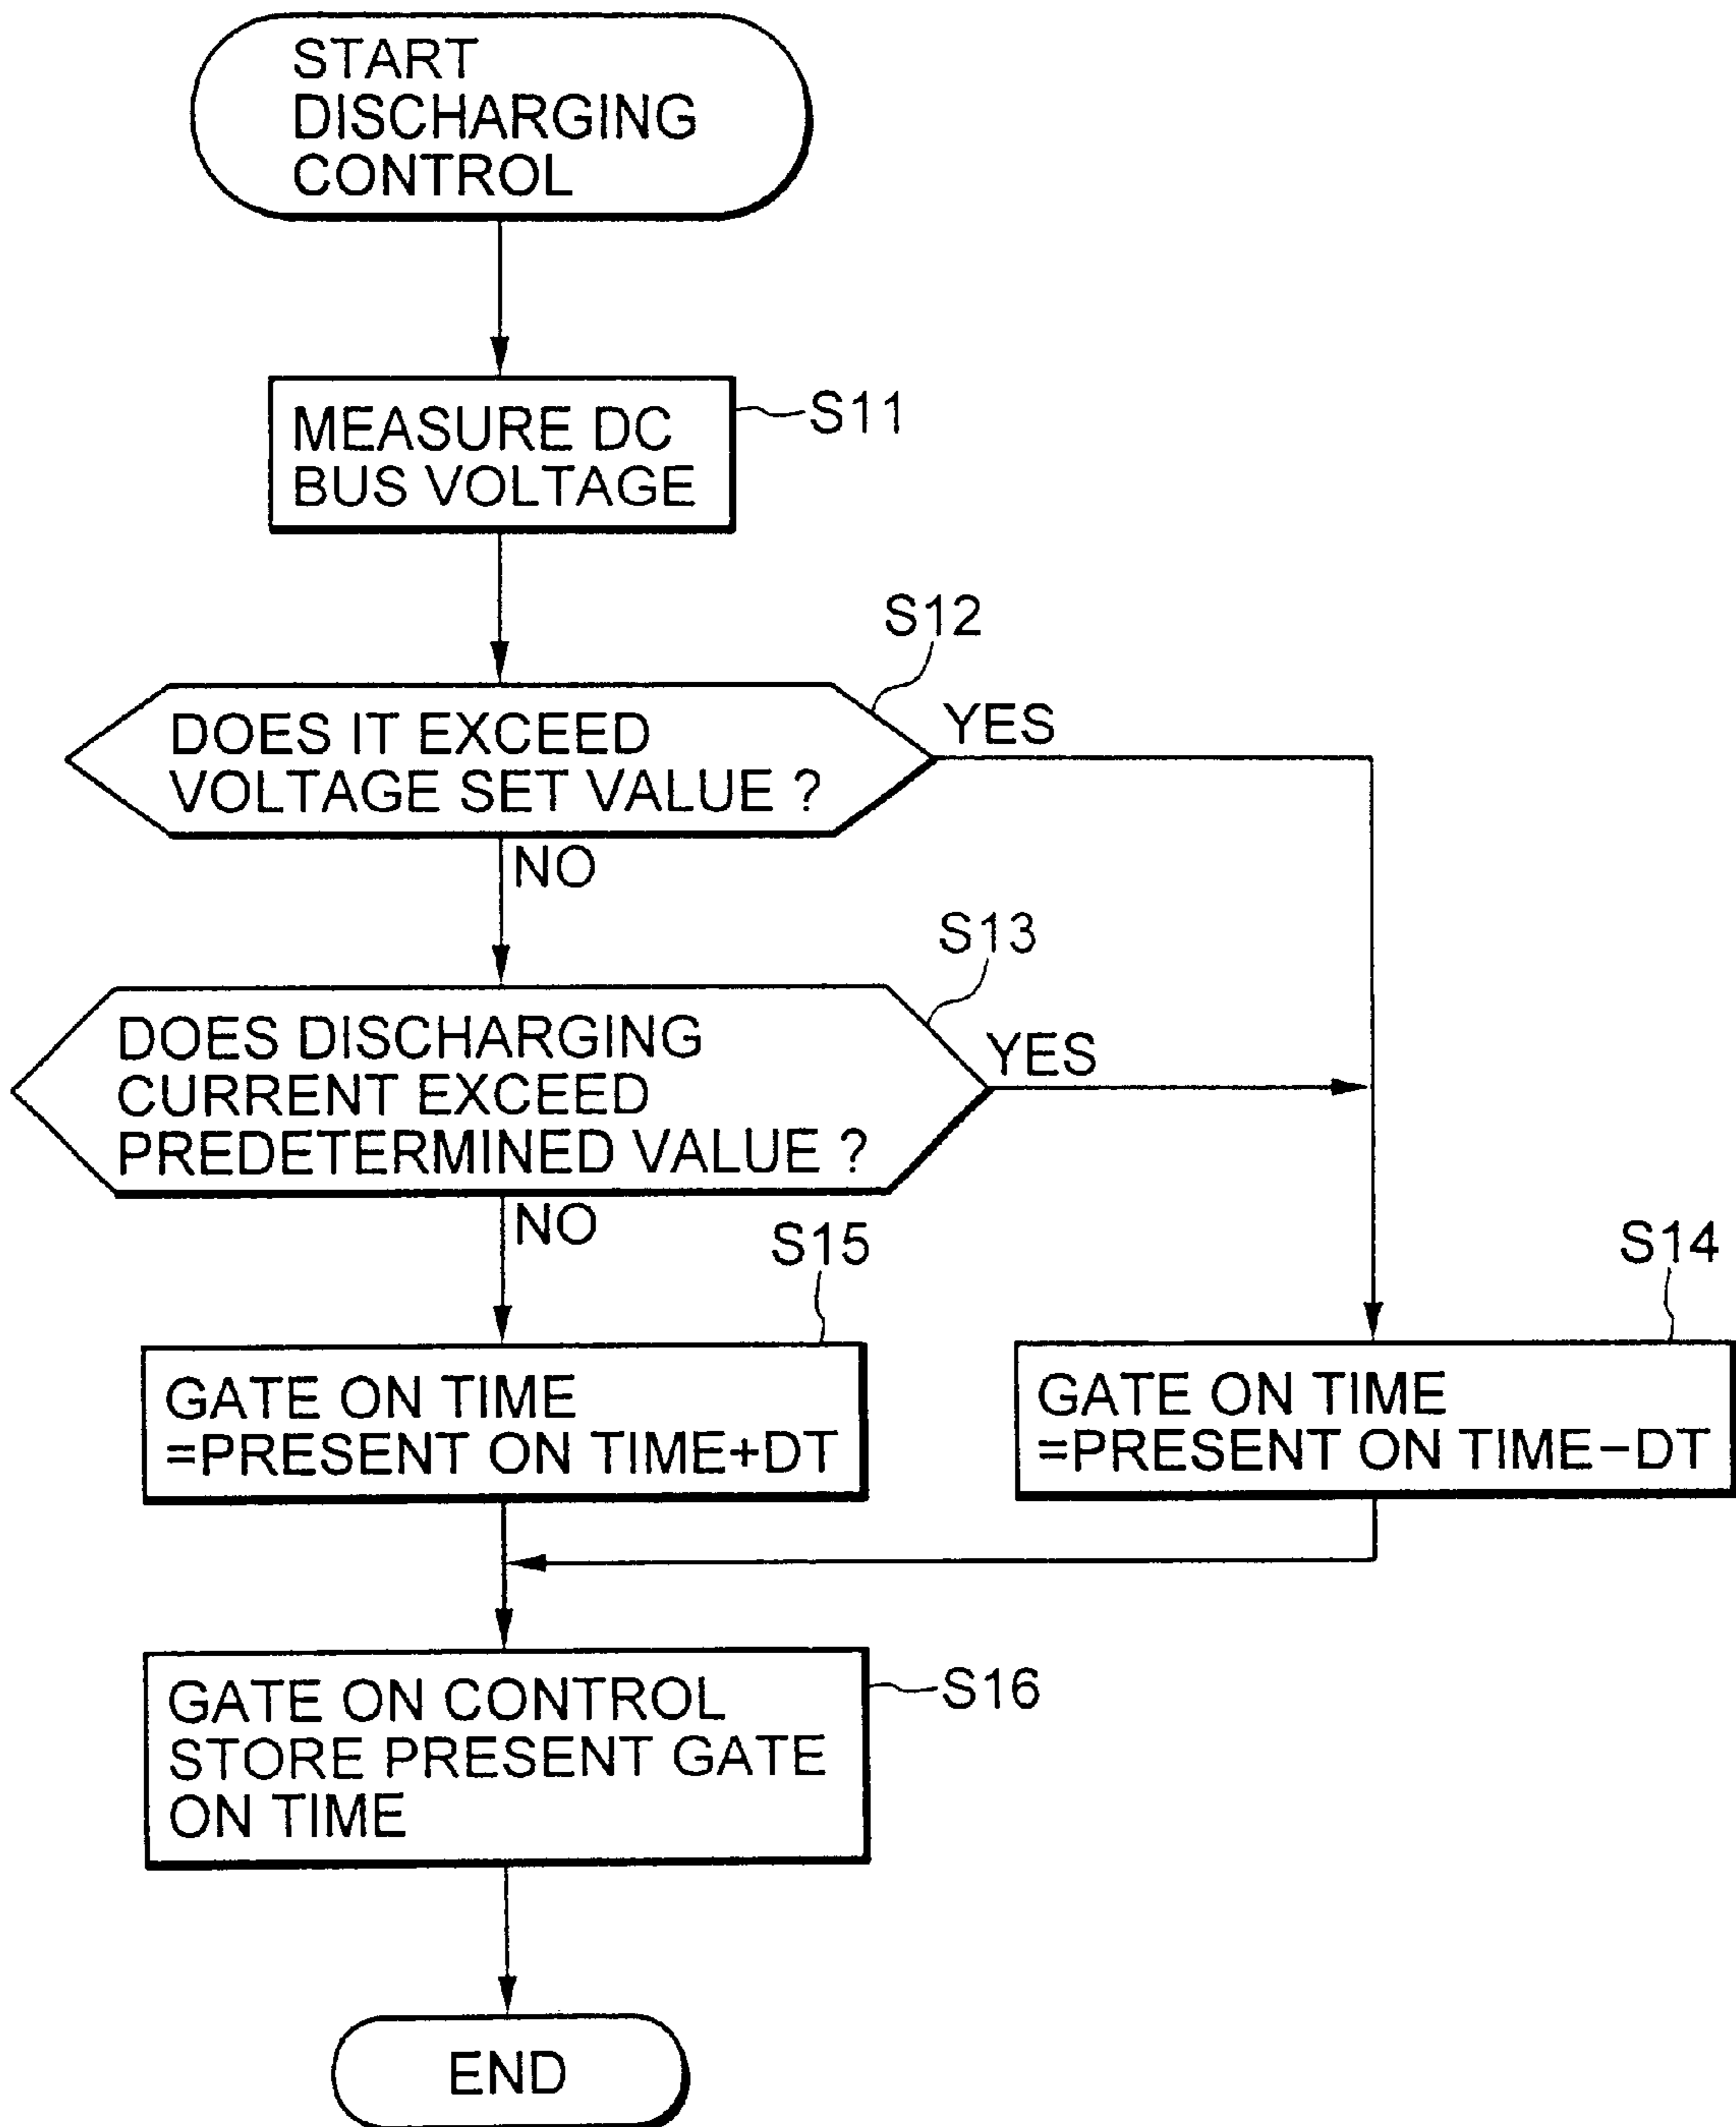 START
DISCHARGING
CONTROL
MEASURE DC
BUS VOLTAGE
S11
S12
DOES IT EXCEED
VOLTAGE SET VALUE ?
YES
NO
S13
DOES DISCHARGING
CURRENT EXCEED
PREDETERMINED VALUE ?
YES
NO
S15
GATE ON TIME
=PRESENT ON TIME+DT
S14
GATE ON TIME
=PRESENT ON TIME−DT
GATE ON CONTROL
STORE PRESENT GATE
ON TIME
S16
END